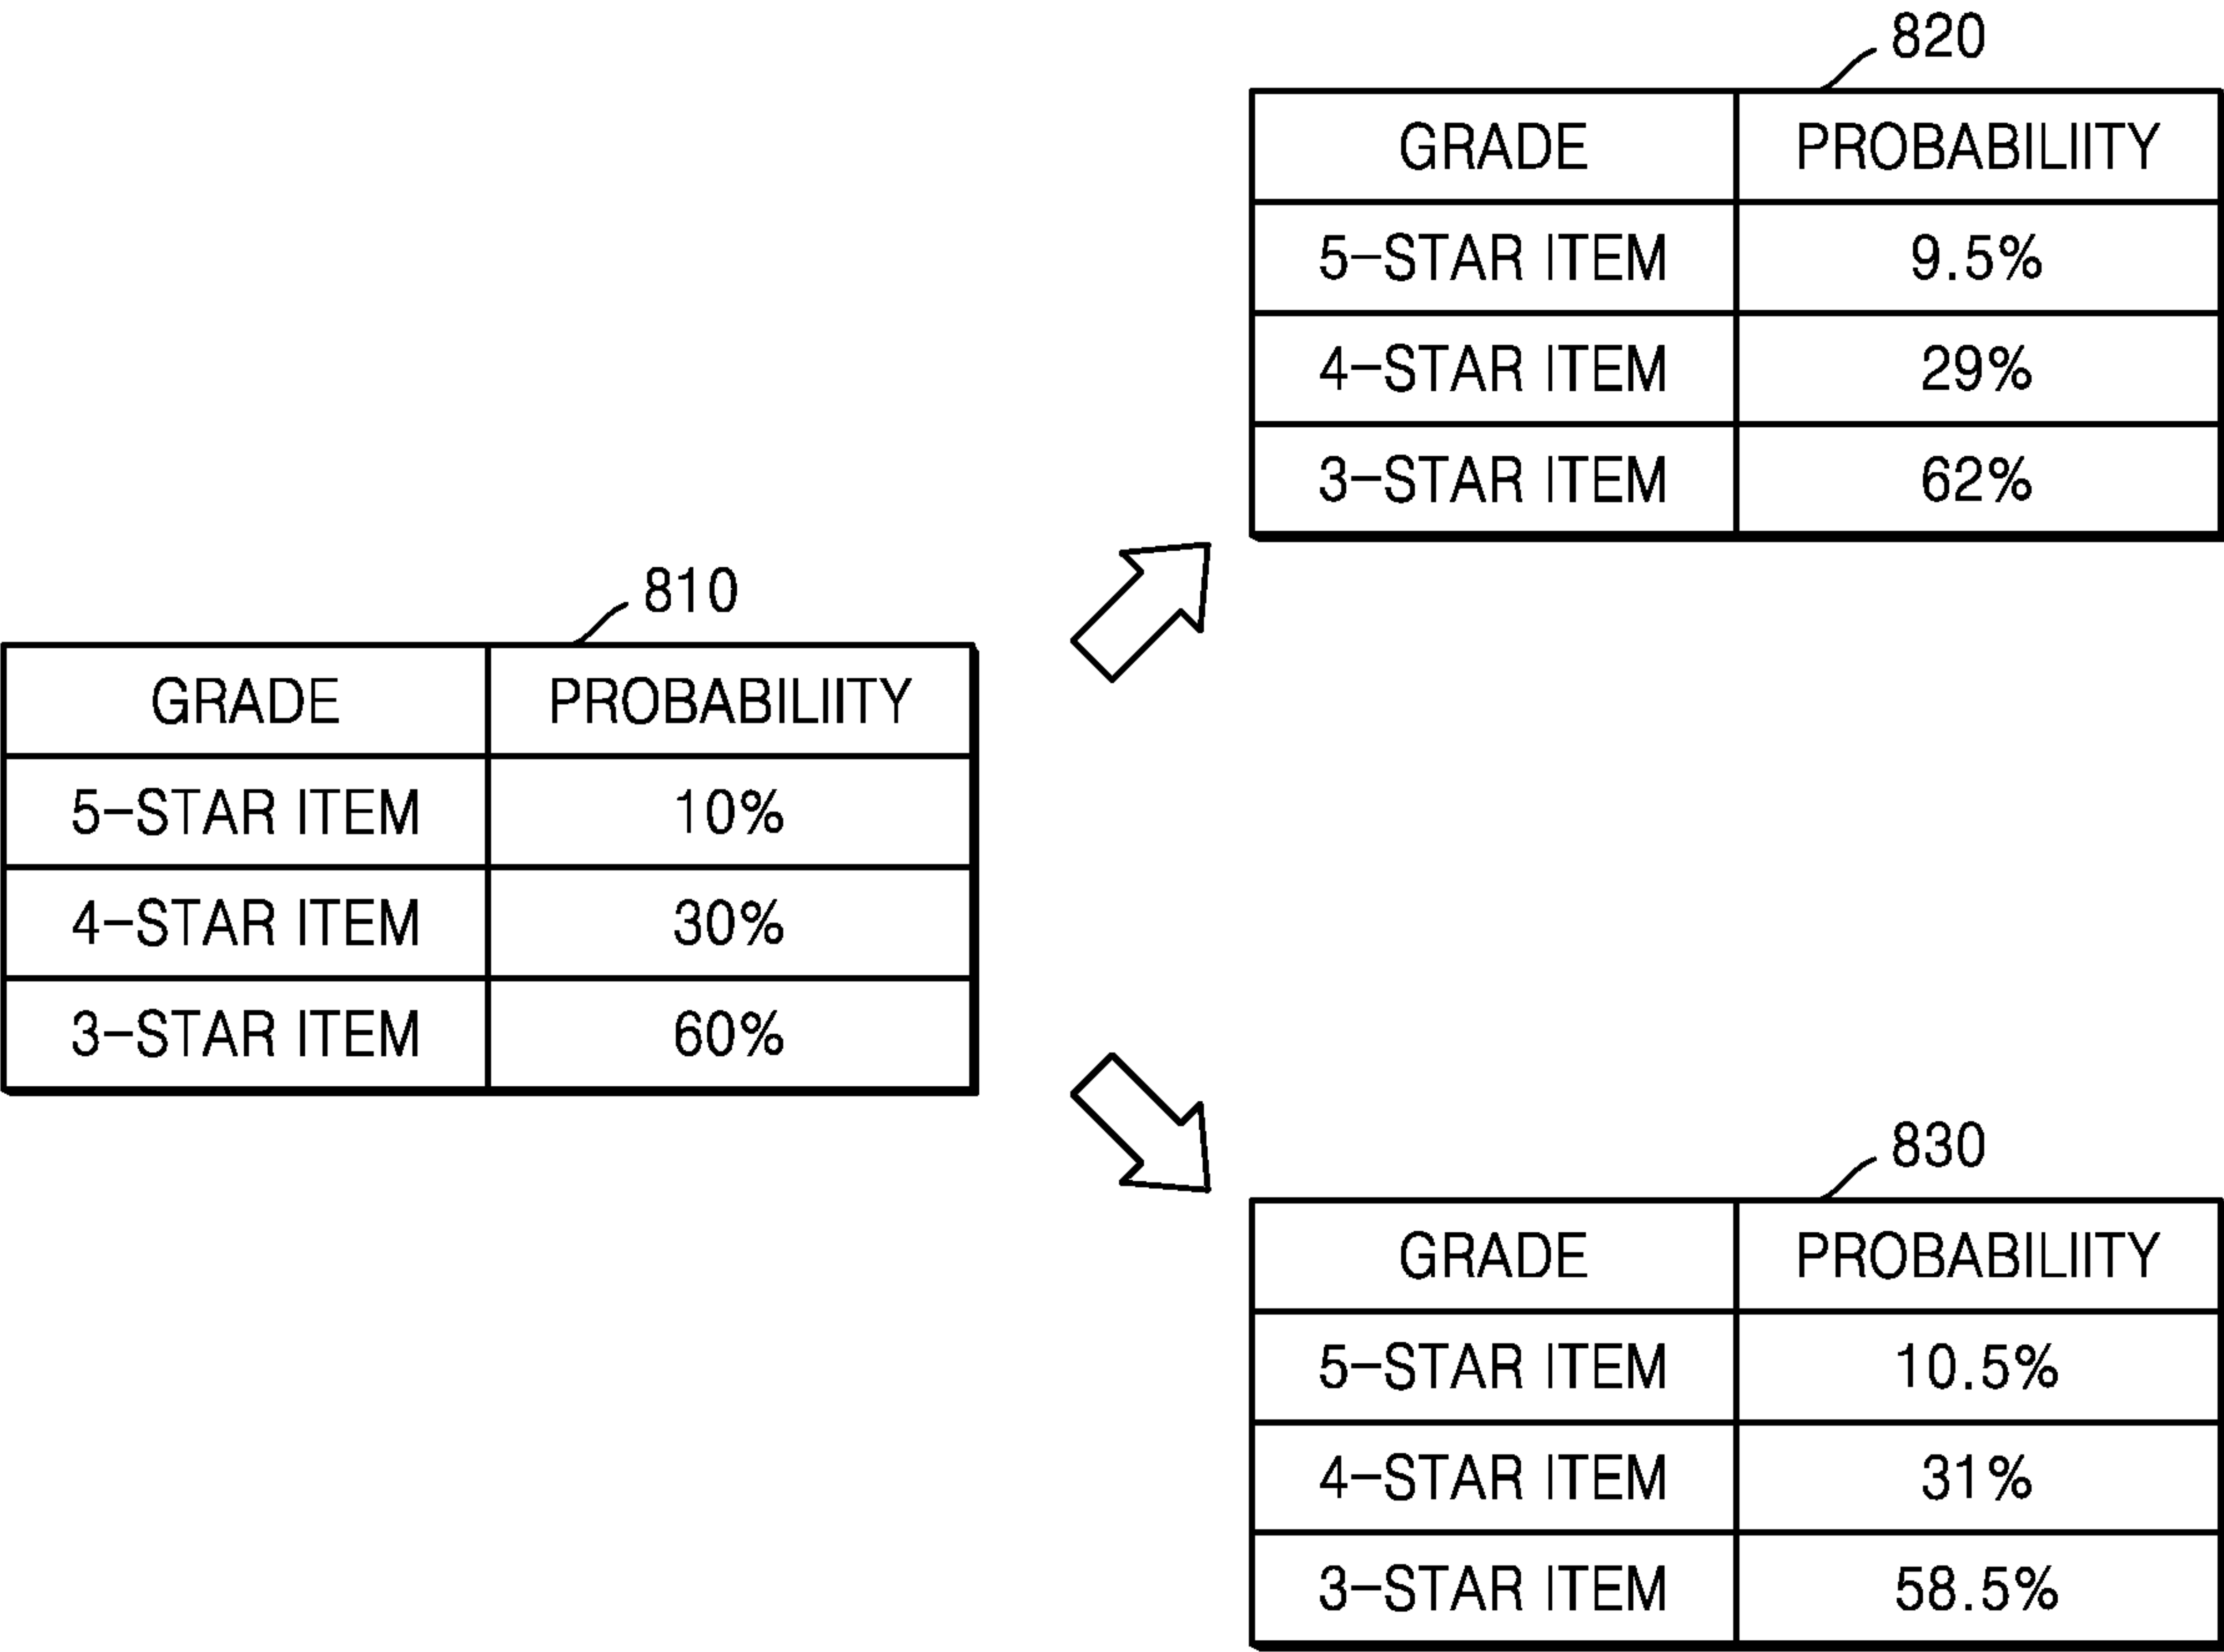 820
GRADE PROBABILIITY
5-STAR ITEM 9.5%
4-STAR ITEM 29%
3-STAR ITEM 62%
810
GRADE PROBABILIITY
5-STAR ITEM 10%
4-STAR ITEM 30%
3-STAR ITEM 60%
830
GRADE PROBABILIITY
5-STAR ITEM 10.5%
4-STAR ITEM 31%
3-STAR ITEM 58.5%